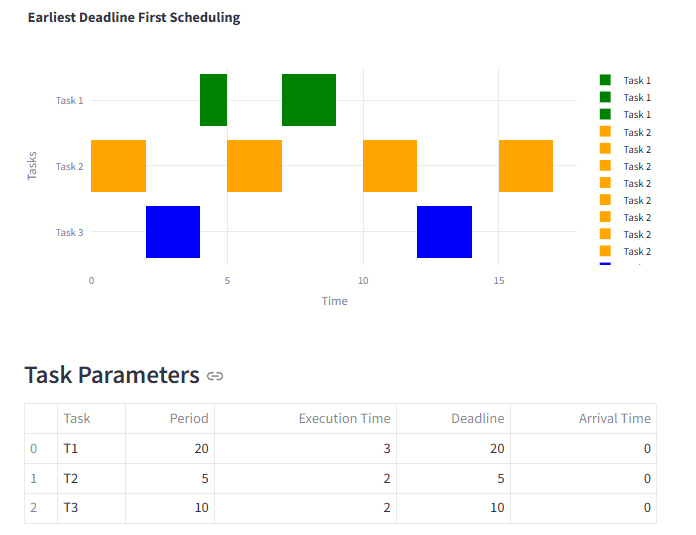 Earliest Deadline First Scheduling
Task 1
Task 2
Task 3
Tasks
0 5 10 15
Time
Task 1
Task 1
Task 1
Task 2
Task 2
Task 2
Task 2
Task 2
Task 2
Task 2
Task 2
Task Parameters
Task Period Execution Time Deadline Arrival Time
0 T1 20 3 20 0
1 T2 5 2 5 0
2 T3 10 2 10 0